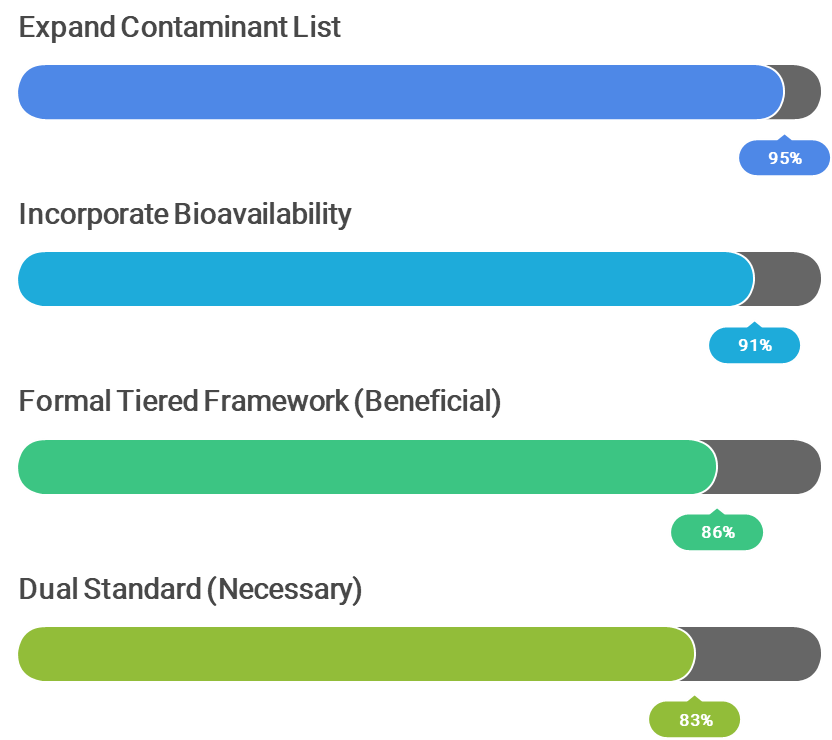 Expand Contaminant List
95%
Incorporate Bioavailability
91%
Formal Tiered Framework (Beneficial)
86%
Dual Standard (Necessary)
83%